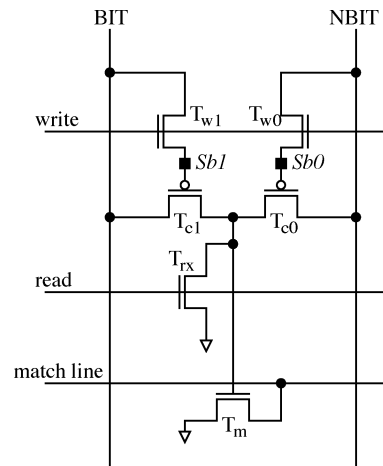 BIT NBIT
T_w1 T_w0
write
Sb1 Sb0
T_c1 T_c0
T_rx
read
match line
T_m